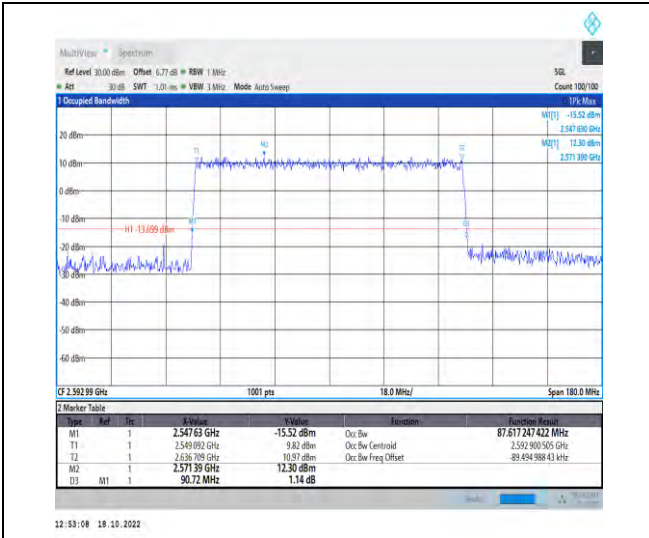 MultiView Spectrum
Ref Level 30.00 dBm Offset 6.77 dB RBW 1 MHz SGL
Att 30 dB SWT 1.01 ms VBW 3 MHz Mode Auto Sweep Count 100/100
1 Occupied Bandwidth 1Pk Max
M1[1] -15.52 dBm
2.547 630 GHz
M2[1] 12.30 dBm
2.571 390 GHz
20 dBm
T1 M2 T2
10 dBm
0 dBm
-10 dBm
M1 D3
H1 -13.699 dBm
-20 dBm
-30 dBm
-40 dBm
-50 dBm
-60 dBm
CF 2.592 99 GHz 1001 pts 18.0 MHz/ Span 180.0 MHz
2 Marker Table
Type Ref Trc X-Value Y-Value Function Function Result
M1 1 2.547 63 GHz -15.52 dBm Occ Bw 87.617 247 422 MHz
T1 1 2.549 092 GHz 9.82 dBm Occ Bw Centroid 2.592 900 505 GHz
T2 1 2.636 709 GHz 10.97 dBm Occ Bw Freq Offset -89.494 988 43 kHz
M2 1 2.571 39 GHz 12.30 dBm
D3 M1 1 90.72 MHz 1.14 dB
12:53:08 18.10.2022